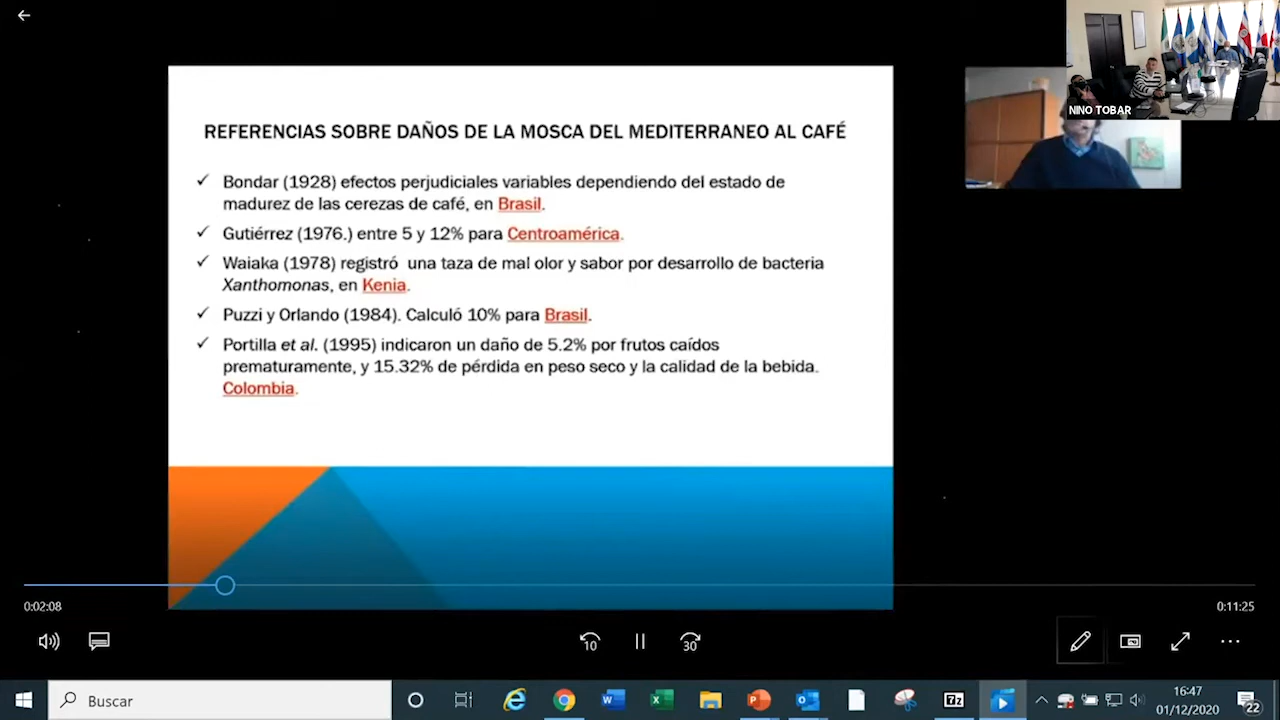 NINO TOBAR
REFERENCIAS SOBRE DAÑOS DE LA MOSCA DEL MEDITERRANEO AL CAFÉ
✓ Bondar (1928) efectos perjudiciales variables dependiendo del estado de
madurez de las cerezas de café, en Brasil.
✓ Gutiérrez (1976.) entre 5 y 12% para Centroamérica.
✓ Waiaka (1978) registró una taza de mal olor y sabor por desarrollo de bacteria
Xanthomonas, en Kenia.
✓ Puzzi y Orlando (1984). Calculó 10% para Brasil.
✓ Portilla et al. (1995) indicaron un daño de 5.2% por frutos caídos
prematuramente, y 15.32% de pérdida en peso seco y la calidad de la bebida.
Colombia.
0:02:08
0:11:25
10
30
Buscar
16:47
01/12/2020
22